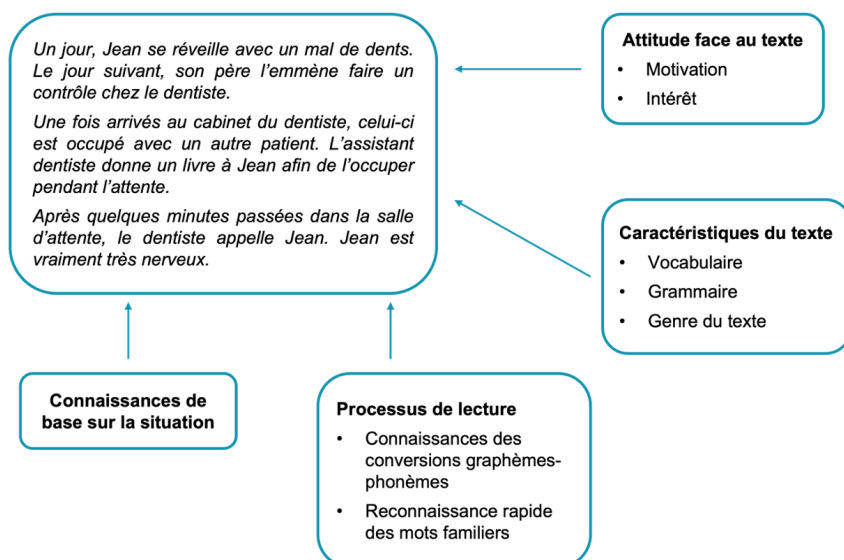 Un jour, Jean se réveille avec un mal de dents.
Le jour suivant, son père l'emmène faire un
contrôle chez le dentiste.
Une fois arrivés au cabinet du dentiste, celui-ci
est occupé avec un autre patient. L'assistant
dentiste donne un livre à Jean afin de l'occuper
pendant l'attente.
Après quelques minutes passées dans la salle
d'attente, le dentiste appelle Jean. Jean est
vraiment très nerveux.
Attitude face au texte
• Motivation
• Intérêt
Caractéristiques du texte
• Vocabulaire
• Grammaire
• Genre du texte
Connaissances de
base sur la situation
Processus de lecture
• Connaissances des
conversions graphèmes-
phonèmes
• Reconnaissance rapide
des mots familiers